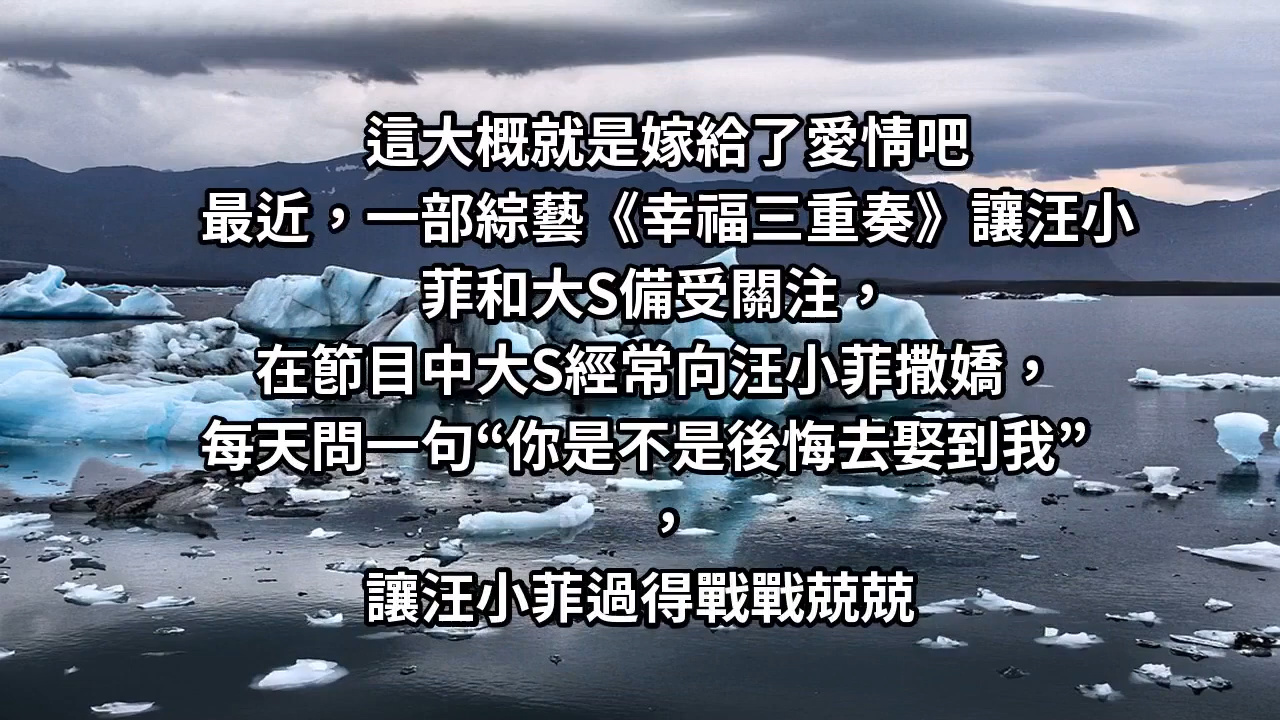 這大概就是嫁給了愛情吧
最近，一部綜藝《幸福三重奏》讓汪小
菲和大S備受關注，
在節目中大S經常向汪小菲撒嬌，
每天問一句“你是不是後悔去娶到我”
，
讓汪小菲過得戰戰兢兢